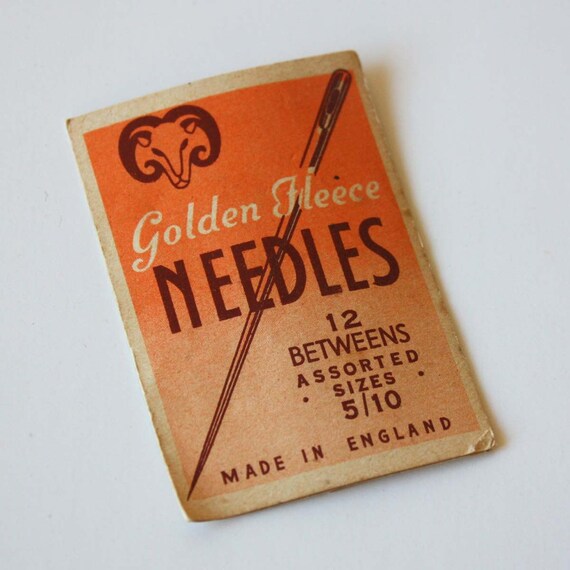 Golden Fleece
NEEDLES
12
BETWEENS
ASSORTED
· SIZES ·
5/10
MADE IN ENGLAND